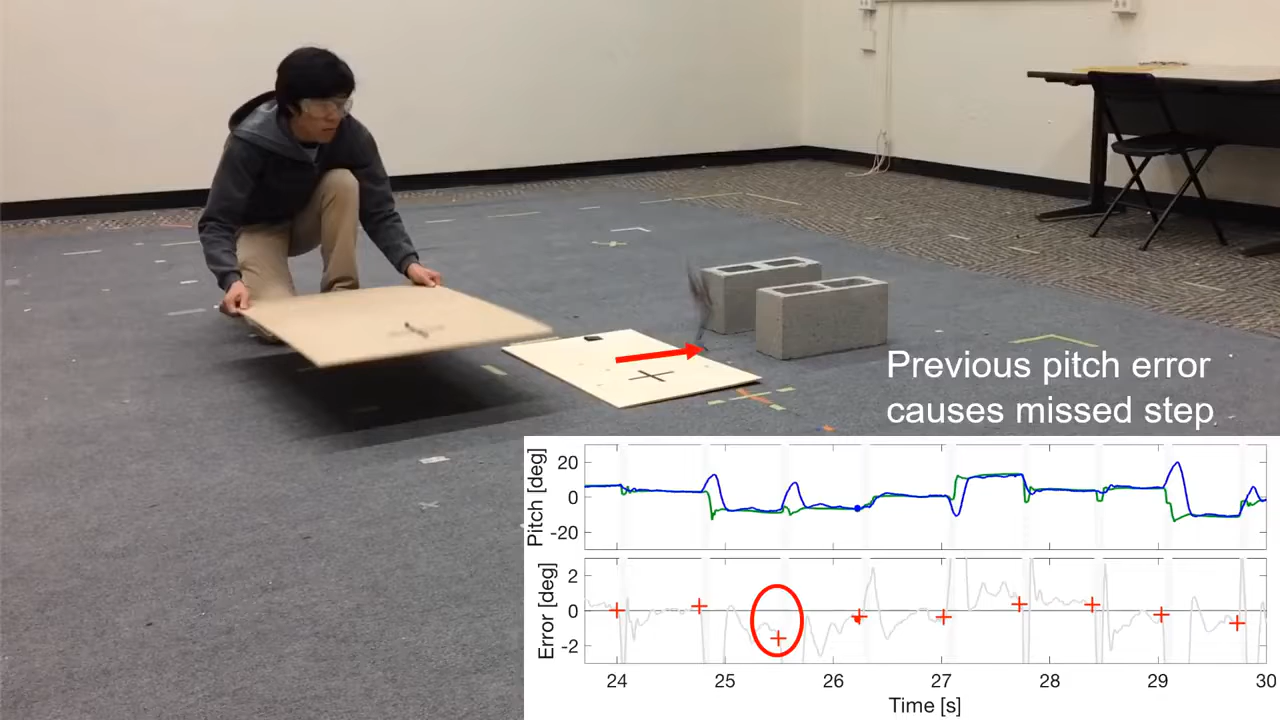 Previous pitch error
causes missed step
Pitch [deg]
20
0
-20
Error [deg]
2
0
-2
24 25 26 27 28 29 30
Time [s]